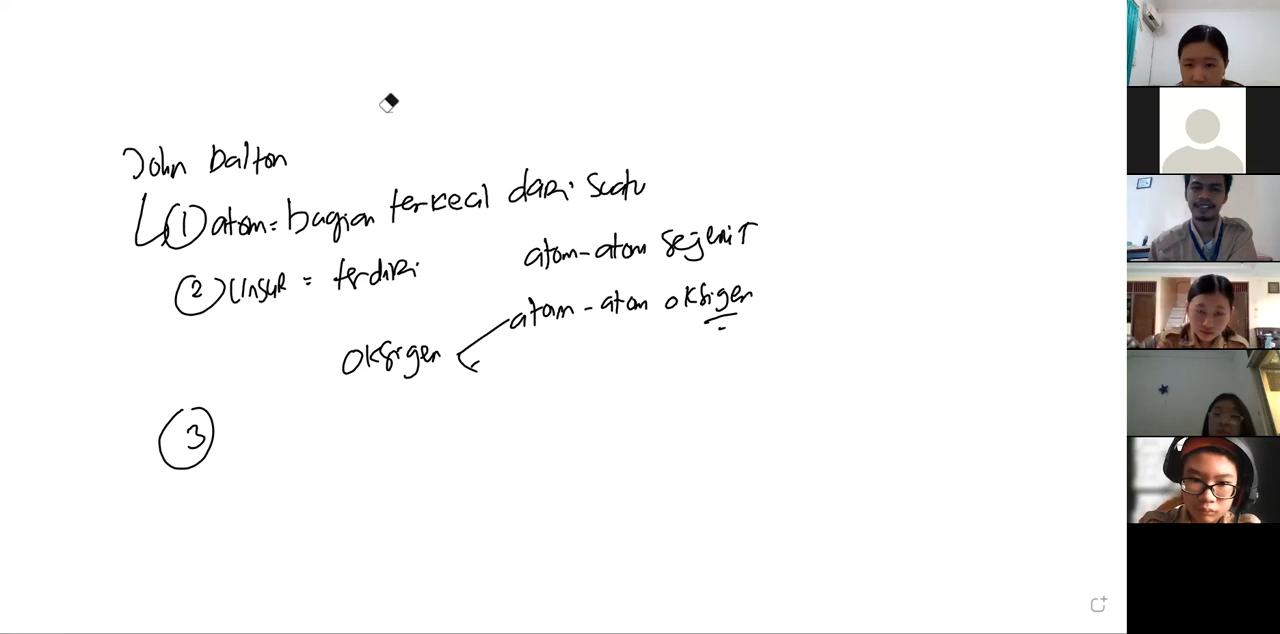 John Dalton
(1) atom = bagian terkecil dari suatu
(2) Unsur = terdiri atom-atom sejenis
oksigen atom-atom oksigen
(3)